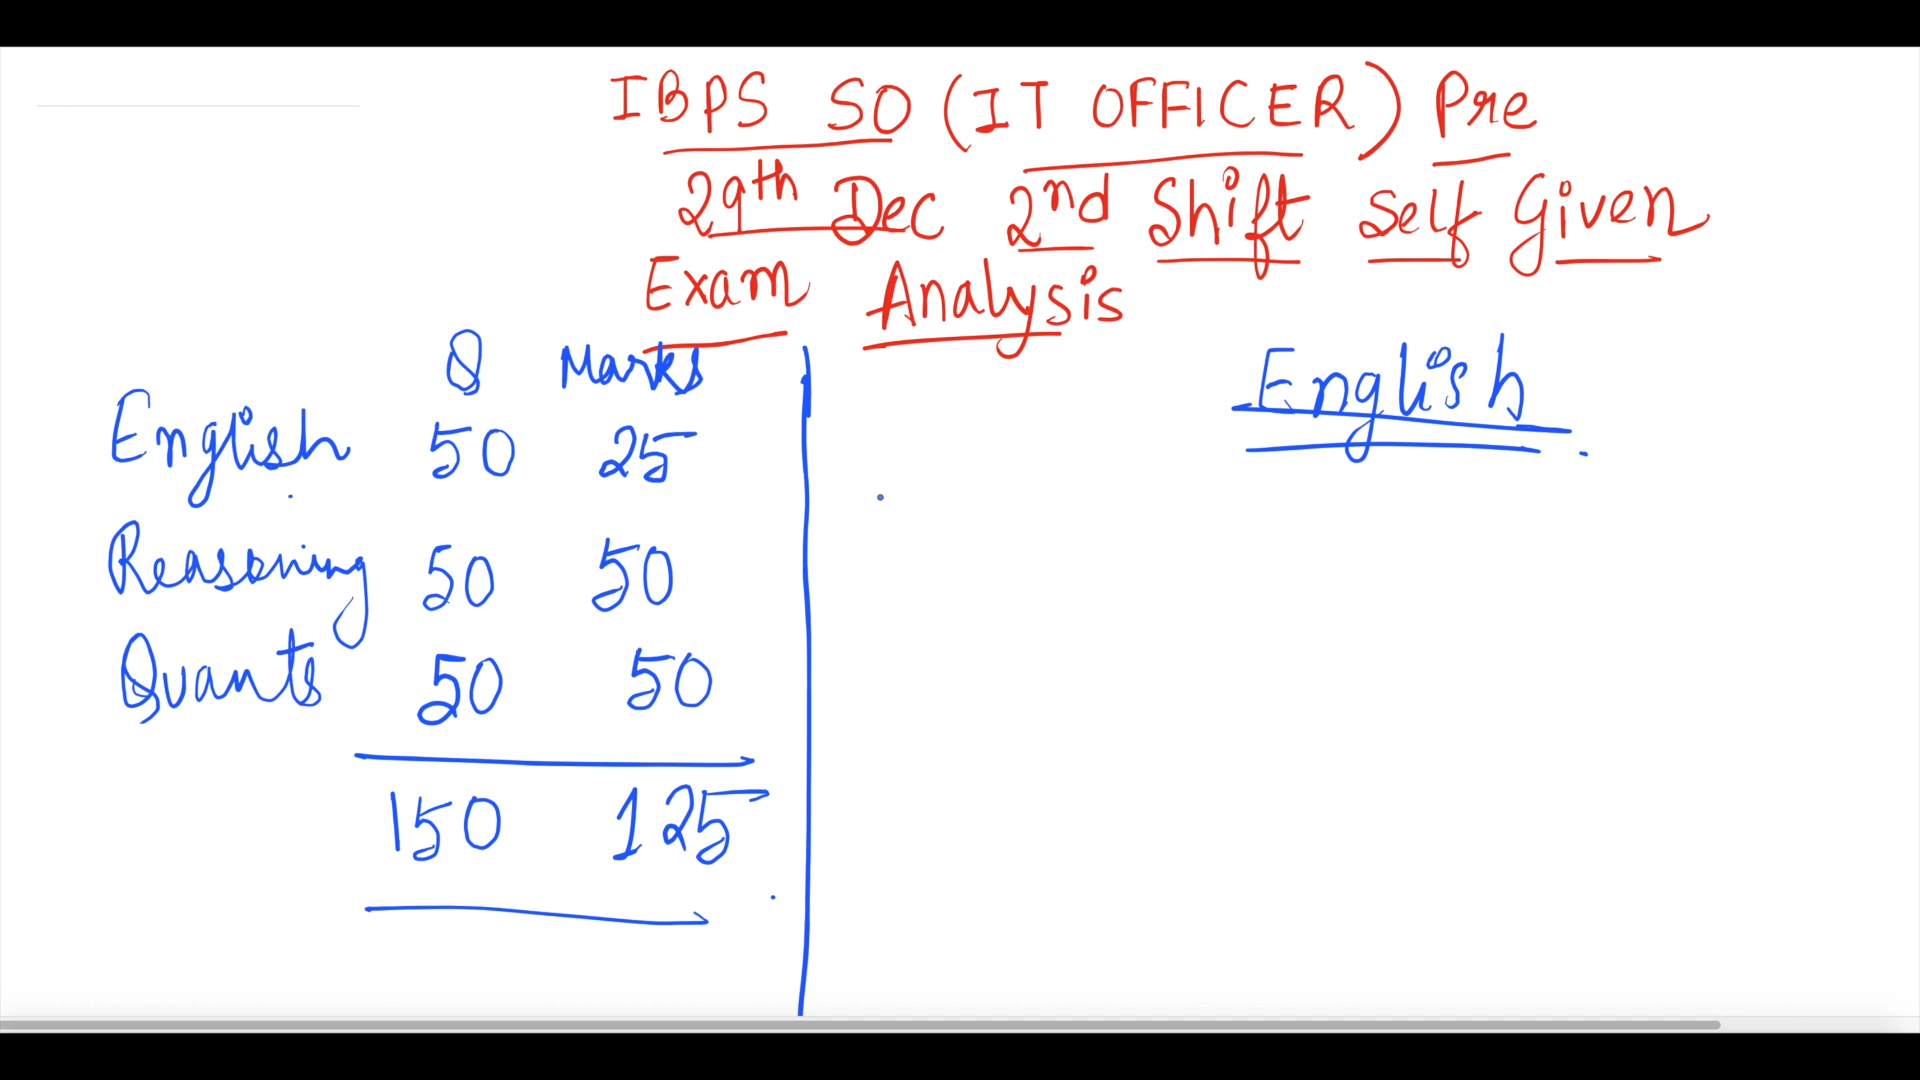 IBPS SO (IT OFFICER) Pre
29th Dec 2nd Shift Self Given
Exam Analysis
Q Marks
English 50 25
Reasoning 50 50
Quants 50 50
150 125
English